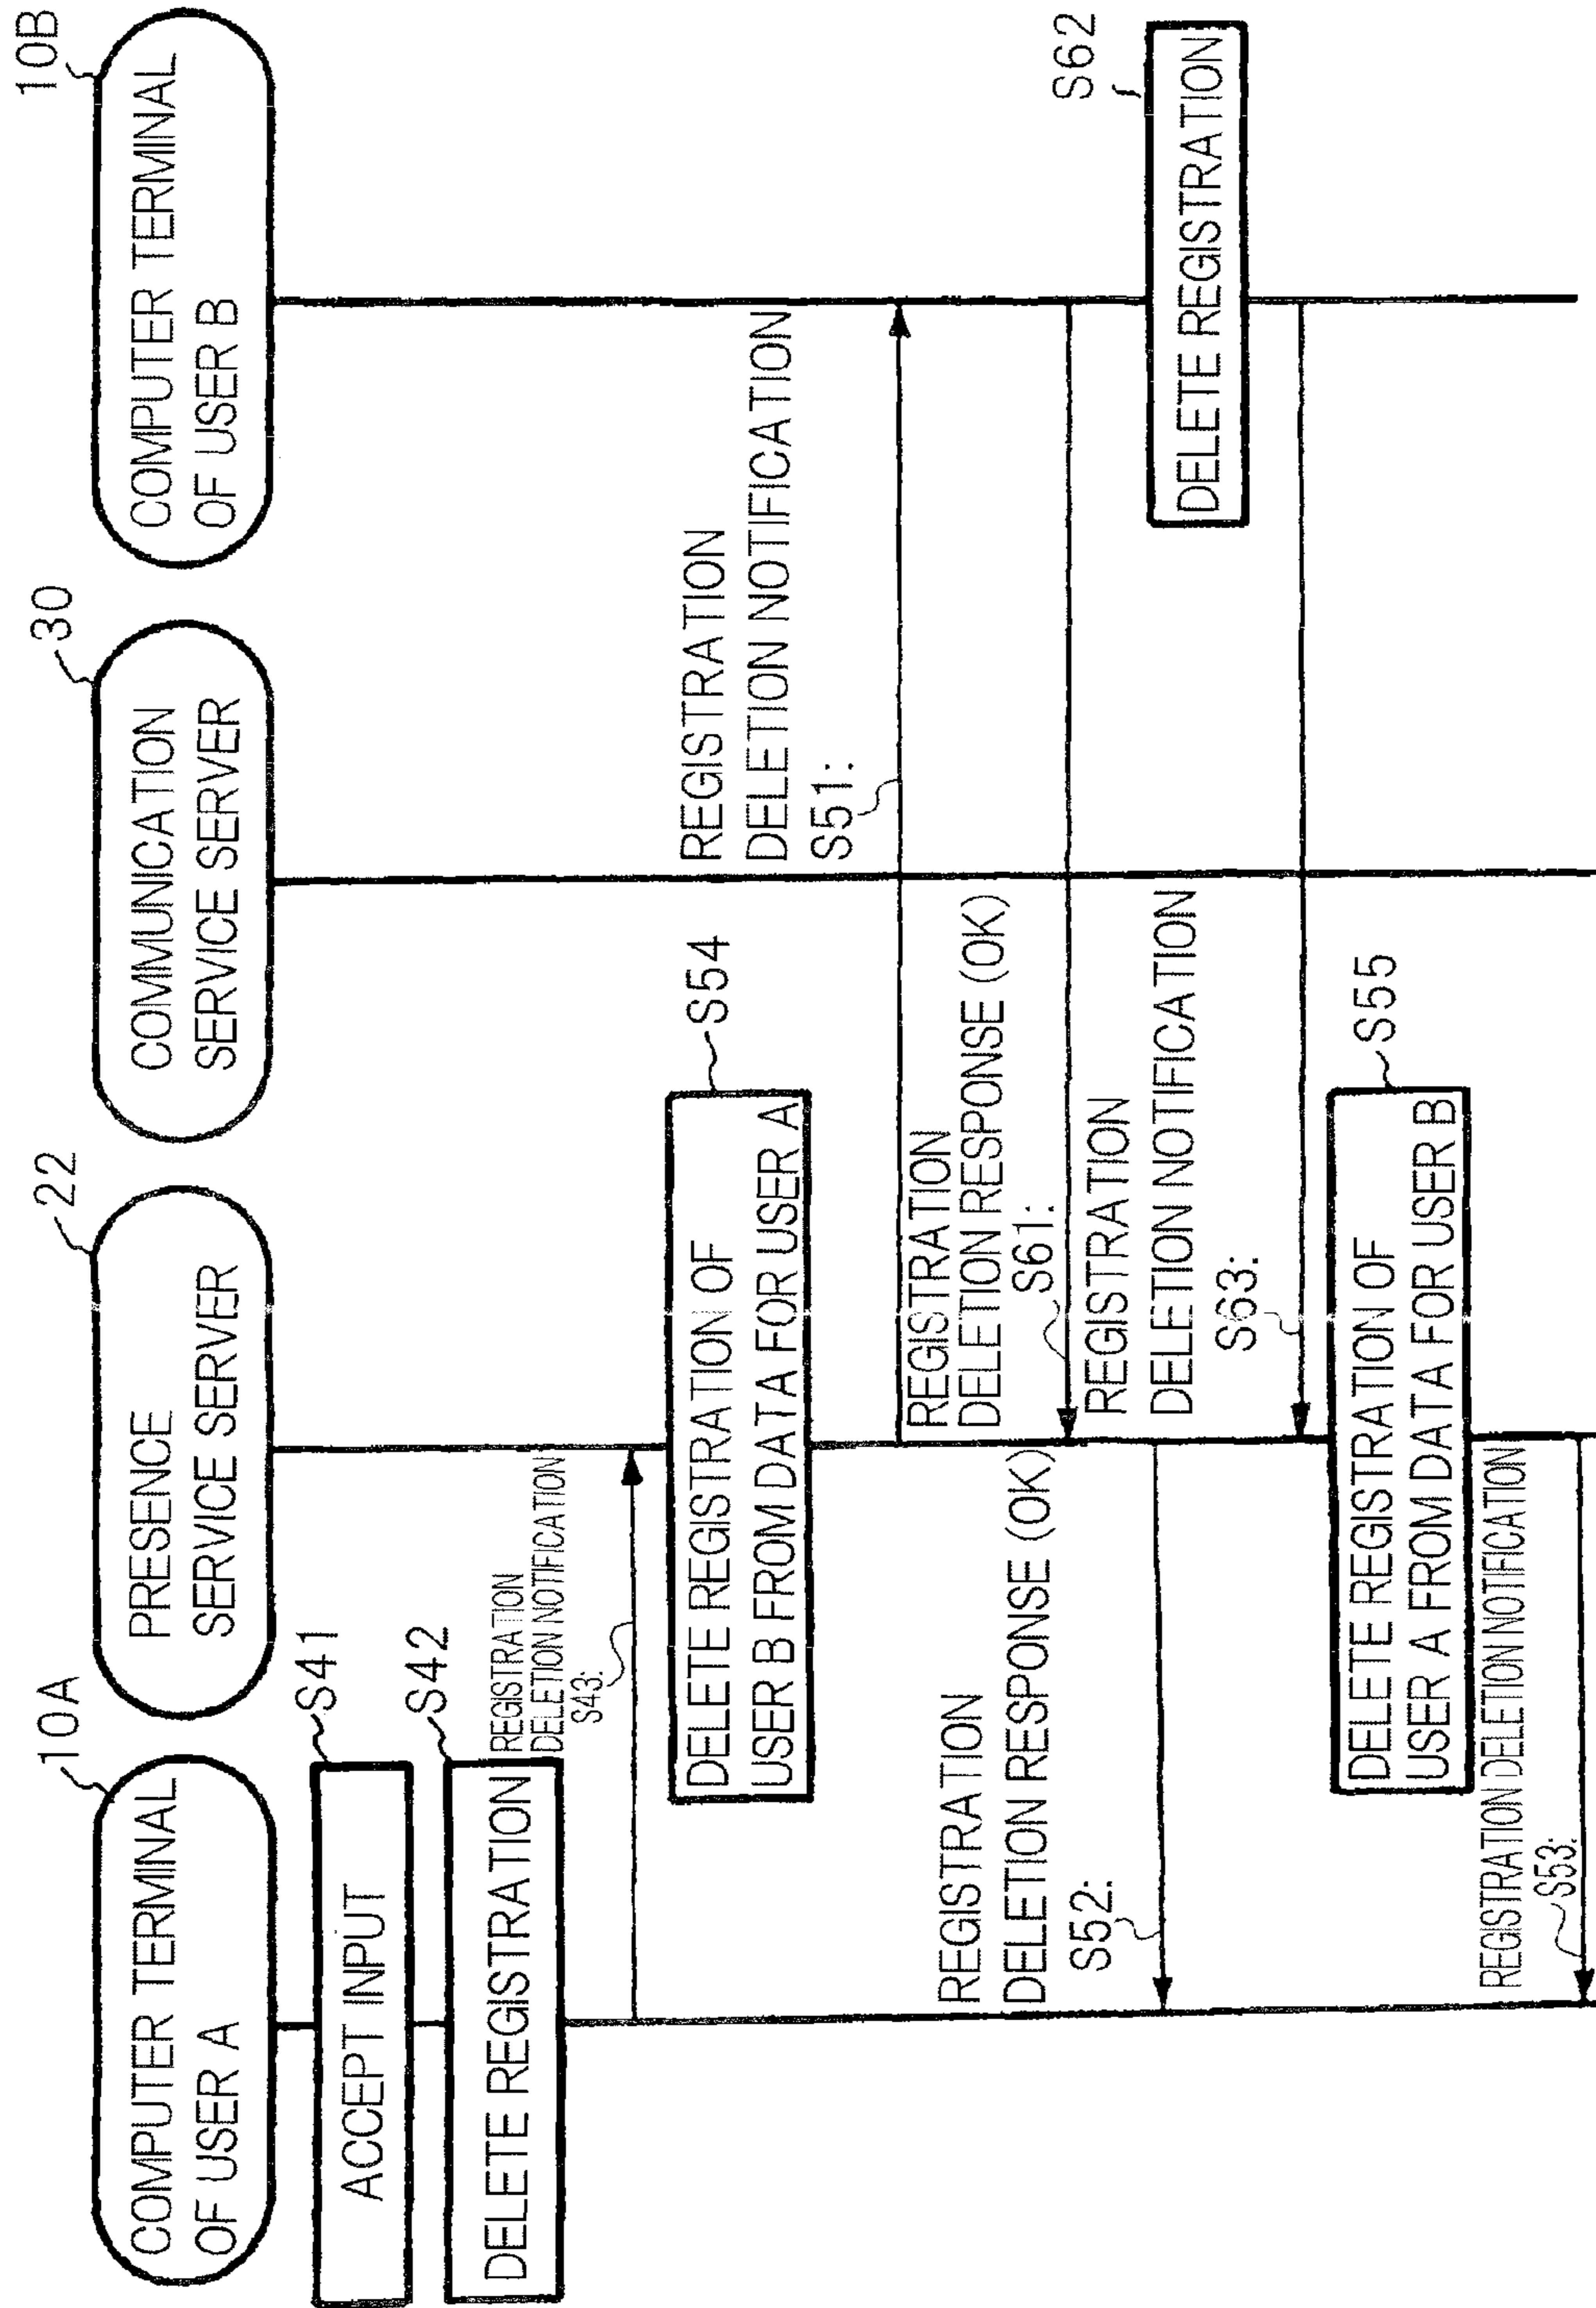 10A
COMPUTER TERMINAL
OF USER A
22
PRESENCE
SERVICE SERVER
30
COMMUNICATION
SERVICE SERVER
10B
COMPUTER TERMINAL
OF USER B
S41
ACCEPT INPUT
S42
DELETE REGISTRATION
REGISTRATION
DELETION NOTIFICATION
S43:
S54
DELETE REGISTRATION OF
USER B FROM DATA FOR USER A
REGISTRATION
DELETION NOTIFICATION
S51:
REGISTRATION
DELETION RESPONSE (OK)
S61:
REGISTRATION
DELETION RESPONSE (OK)
S52:
S62
DELETE REGISTRATION
REGISTRATION
DELETION NOTIFICATION
S63:
S55
DELETE REGISTRATION OF
USER A FROM DATA FOR USER B
REGISTRATION DELETION NOTIFICATION
S53: